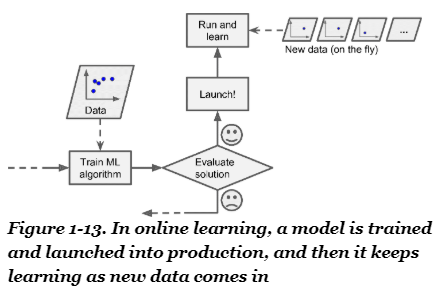 Run and
learn
New data (on the fly)
...
Launch!
Data
Train ML
algorithm
Evaluate
solution
Figure 1-13. In online learning, a model is trained
and launched into production, and then it keeps
learning as new data comes in